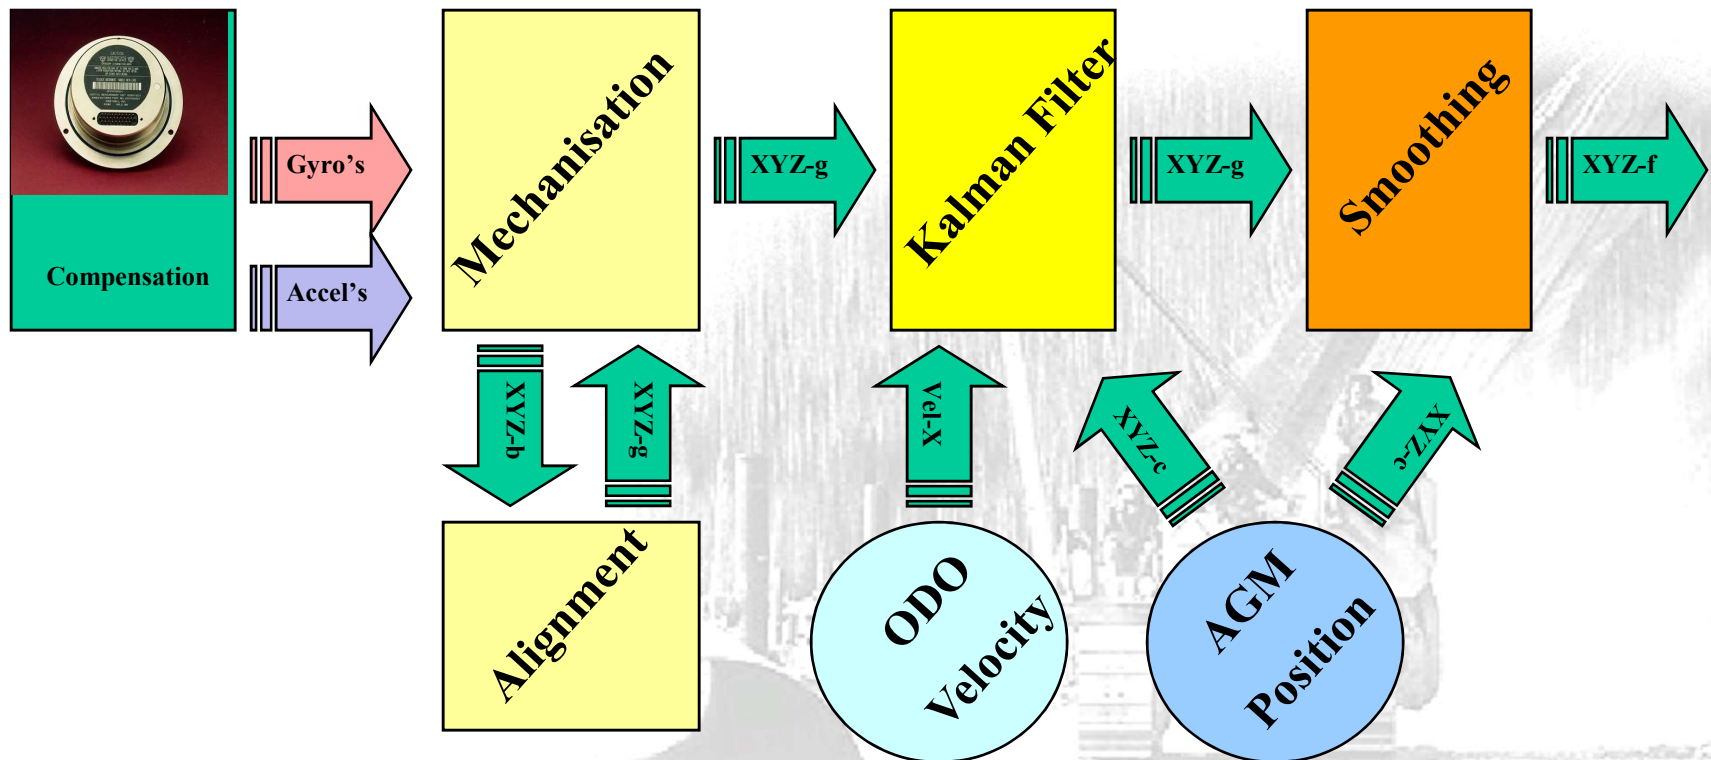 Compensation
Gyro's
Accel's
Mechanisation
XYZ-g
Kalman Filter
XYZ-g
Smoothing
XYZ-f
XYZ-b
XYZ-g
Vel-X
XYZ-c
XYZ-c
Alignment
ODO
Velocity
AGM
Position